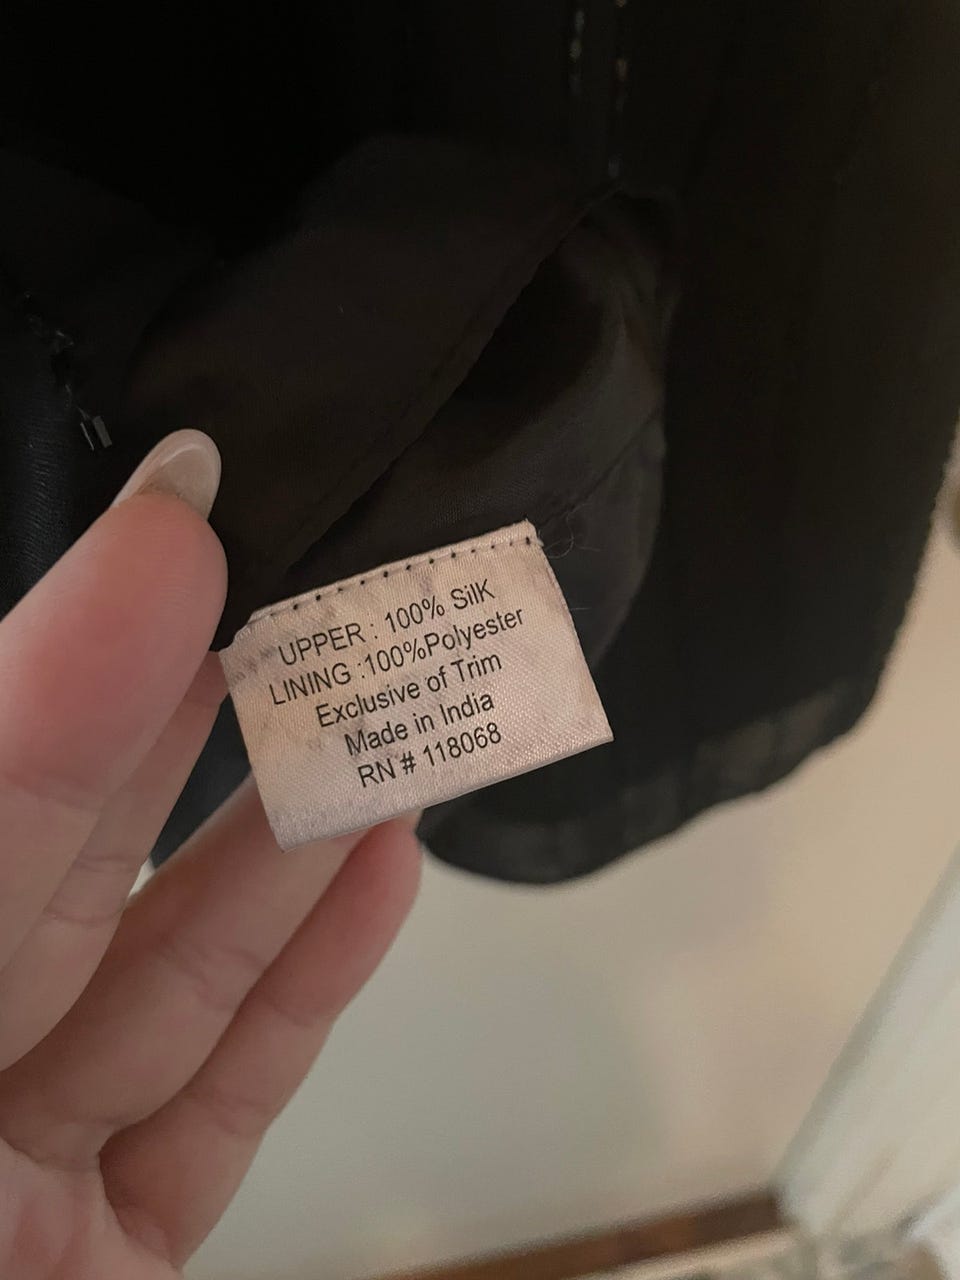 UPPER : 100% SilK
LINING :100%Polyester
Exclusive of Trim
Made in India
RN # 118068